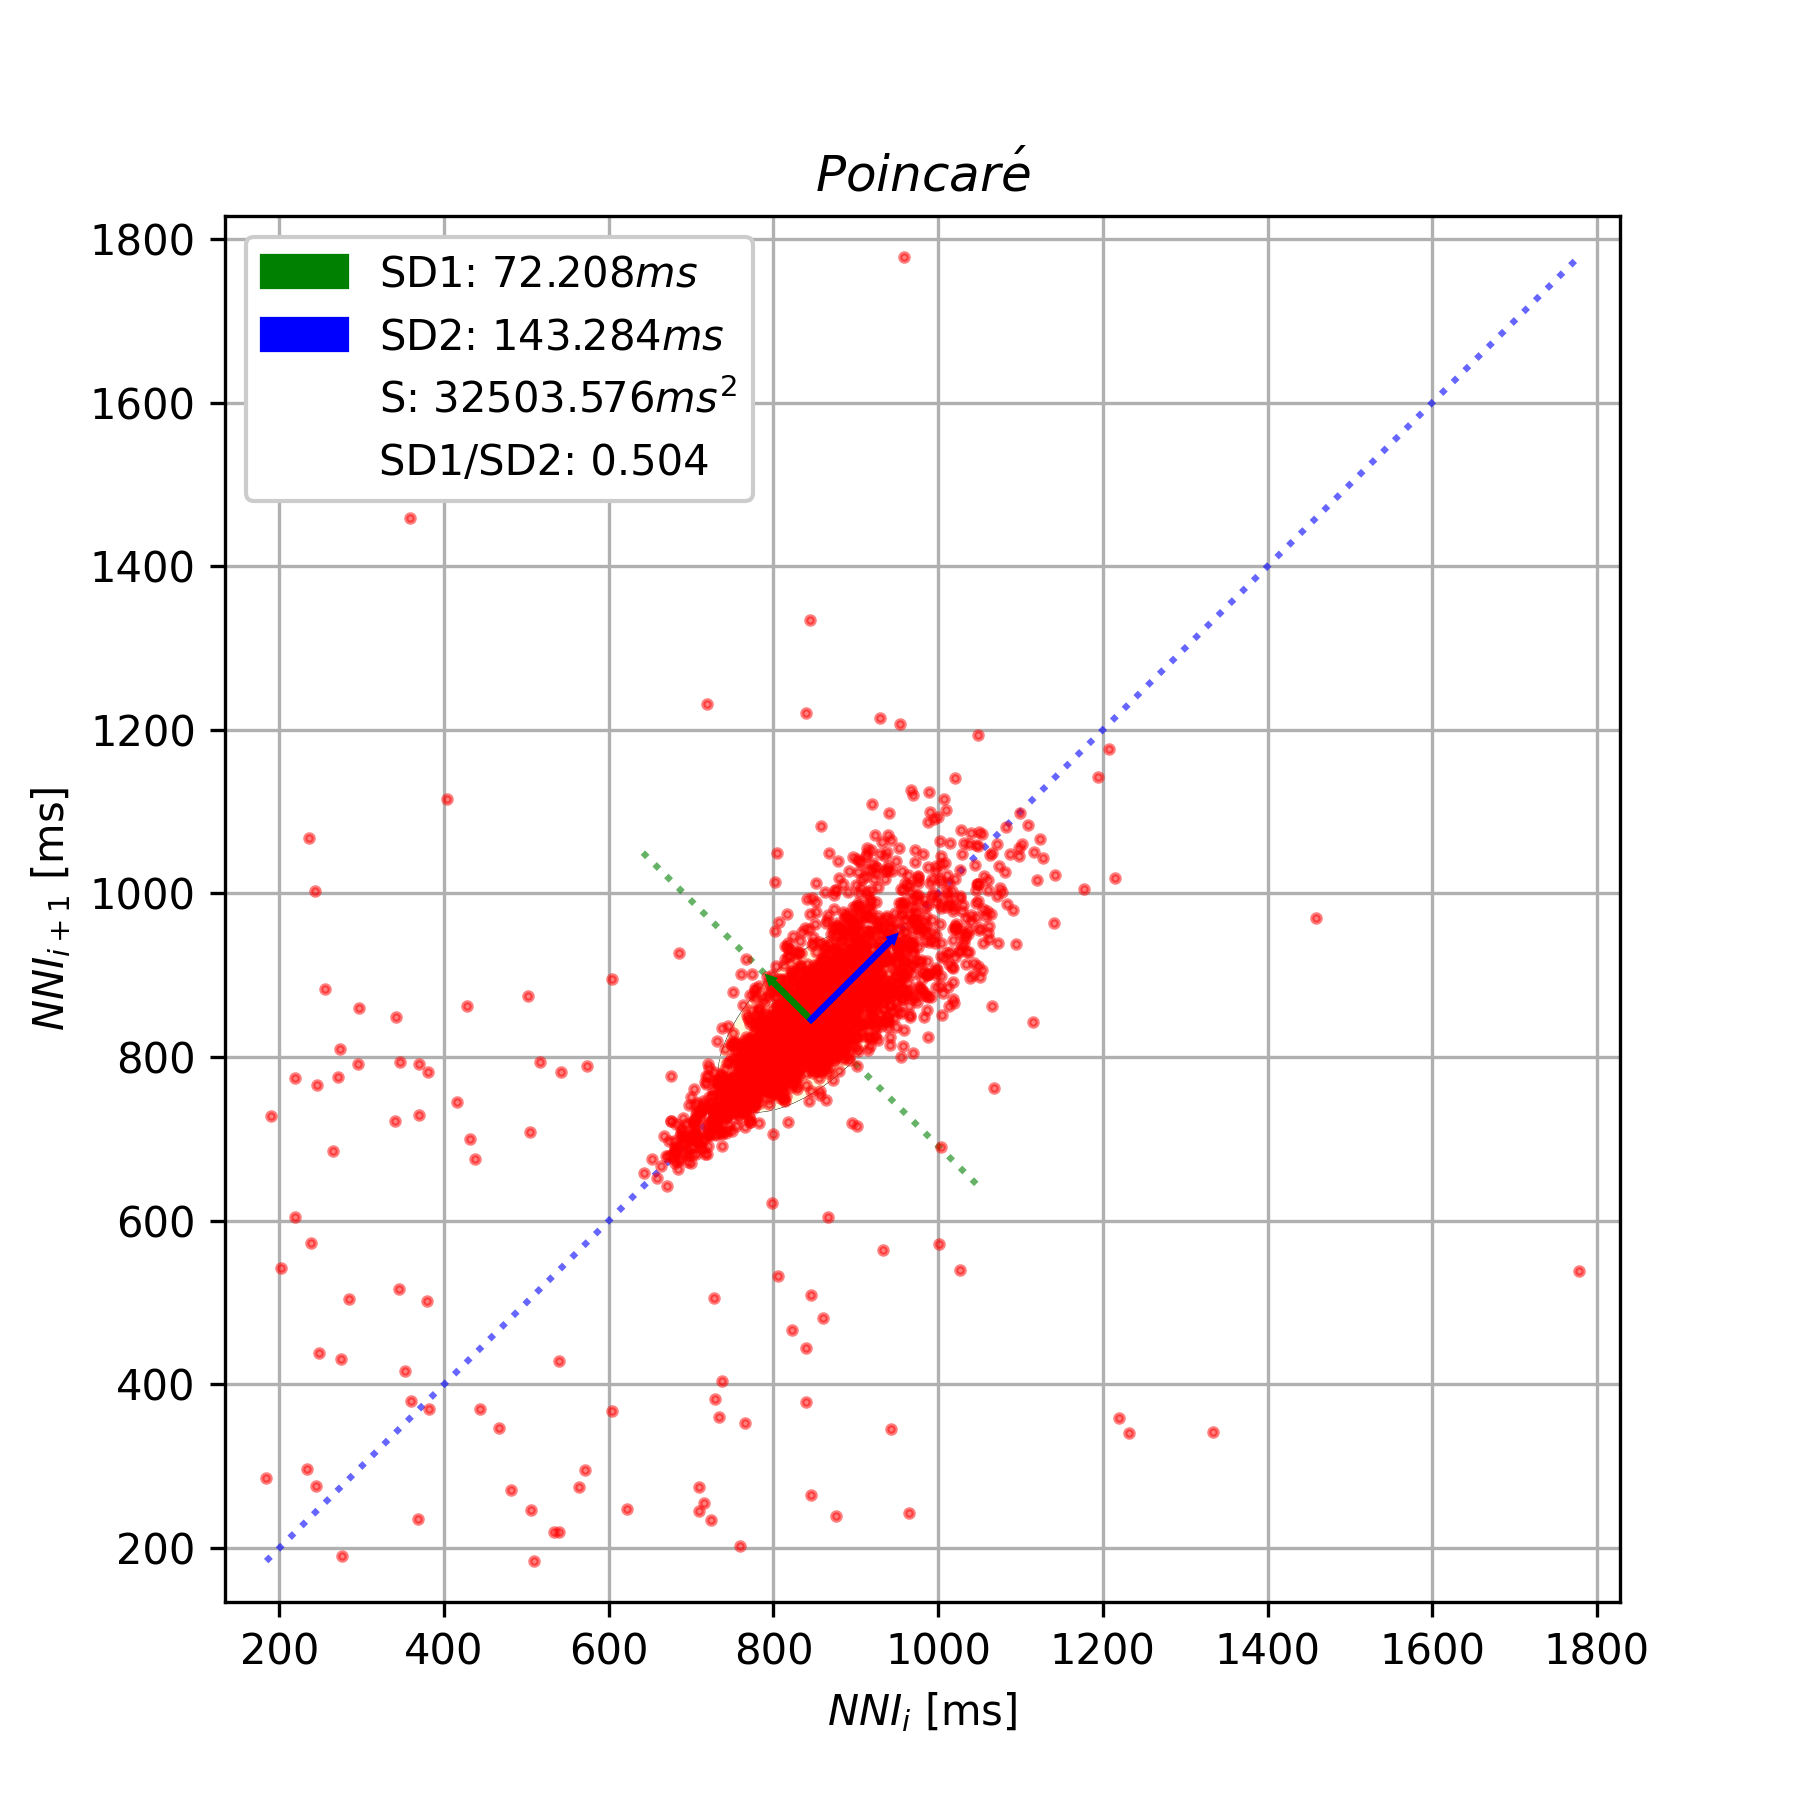 Poincaré
SD1: 72.208ms
SD2: 143.284ms
S: 32503.576ms²
SD1/SD2: 0.504
1800
1600
1400
1200
1000
800
600
400
200
NNIᵢ₊₁ [ms]
200 400 600 800 1000 1200 1400 1600 1800
NNIᵢ [ms]